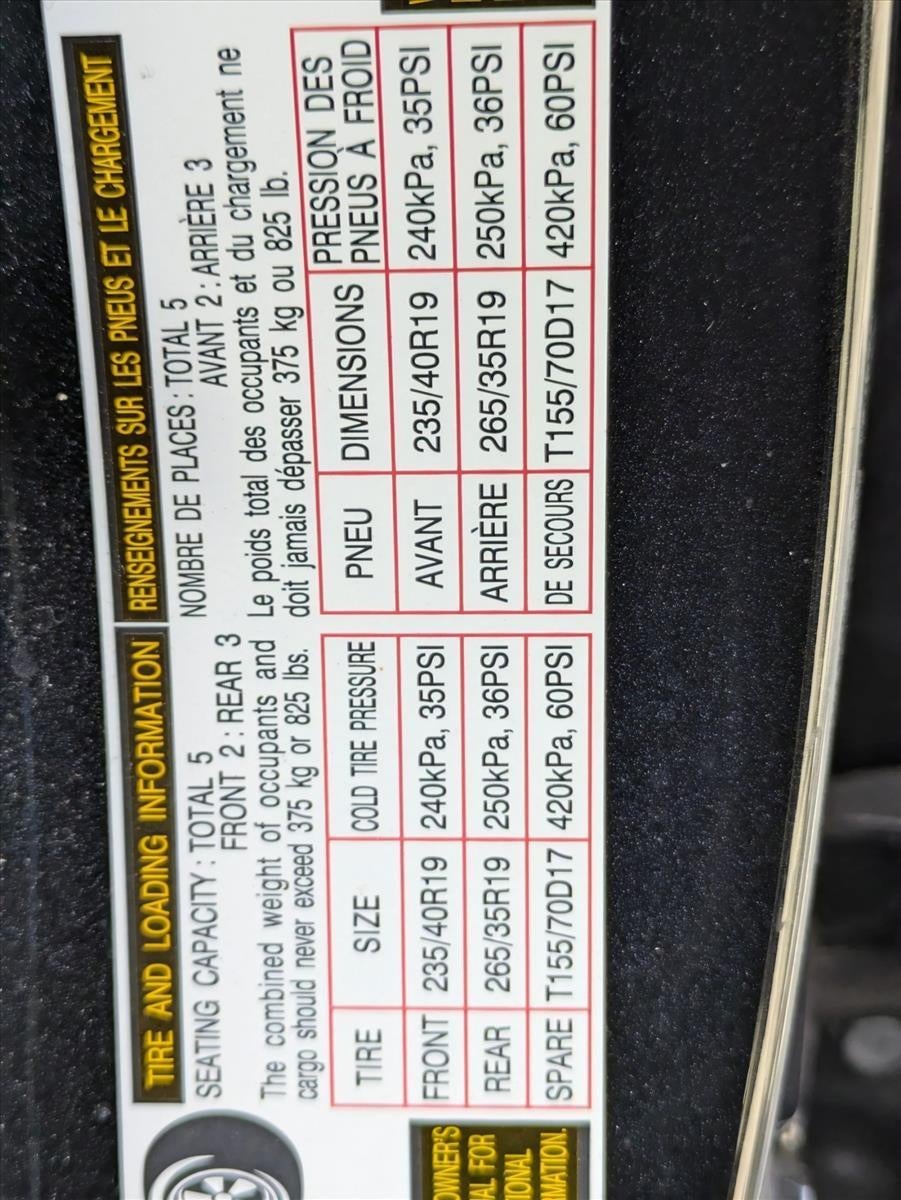 TIRE AND LOADING INFORMATION
SEATING CAPACITY : TOTAL 5
FRONT 2 : REAR 3
The combined weight of occupants and
cargo should never exceed 375 kg or 825 lbs.
TIRE SIZE COLD TIRE PRESSURE
FRONT 235/40R19 240kPa, 35PSI
REAR 265/35R19 250kPa, 36PSI
SPARE T155/70D17 420kPa, 60PSI
RENSEIGNEMENTS SUR LES PNEUS ET LE CHARGEMENT
NOMBRE DE PLACES : TOTAL 5
AVANT 2 : ARRIÈRE 3
Le poids total des occupants et du chargement ne
doit jamais dépasser 375 kg ou 825 lb.
PNEU DIMENSIONS PRESSION DES
PNEUS À FROID
AVANT 235/40R19 240kPa, 35PSI
ARRIÈRE 265/35R19 250kPa, 36PSI
DE SECOURS T155/70D17 420kPa, 60PSI
OWNER'S
FOR